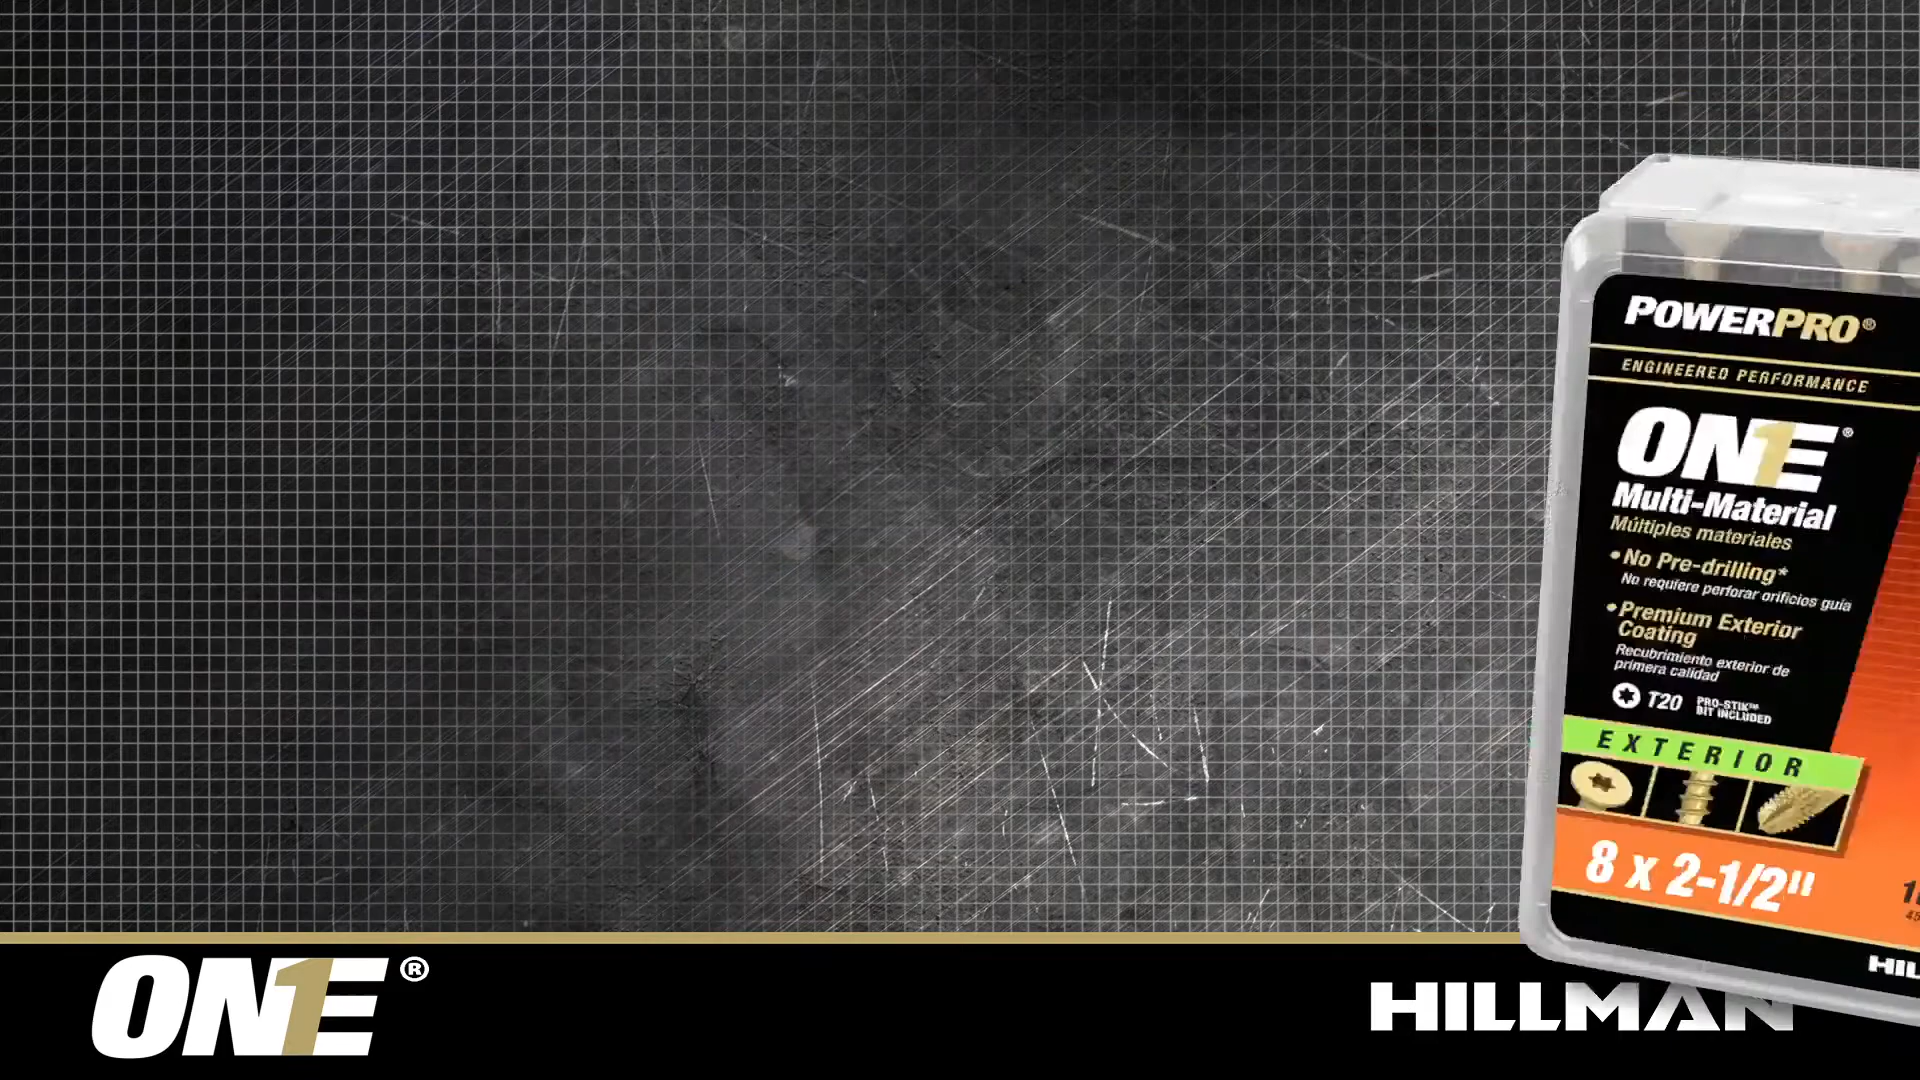 POWERPRO®
ENGINEERED PERFORMANCE
ONE®
Multi-Material
Múltiples materiales
• No Pre-drilling*
No requiere perforar orificios guía
• Premium Exterior
Coating
Recubrimiento exterior de
primera calidad
T20 PRO-STIK™
BIT INCLUDED
EXTERIOR
8 x 2-1/2"
ONE®
HILLMAN